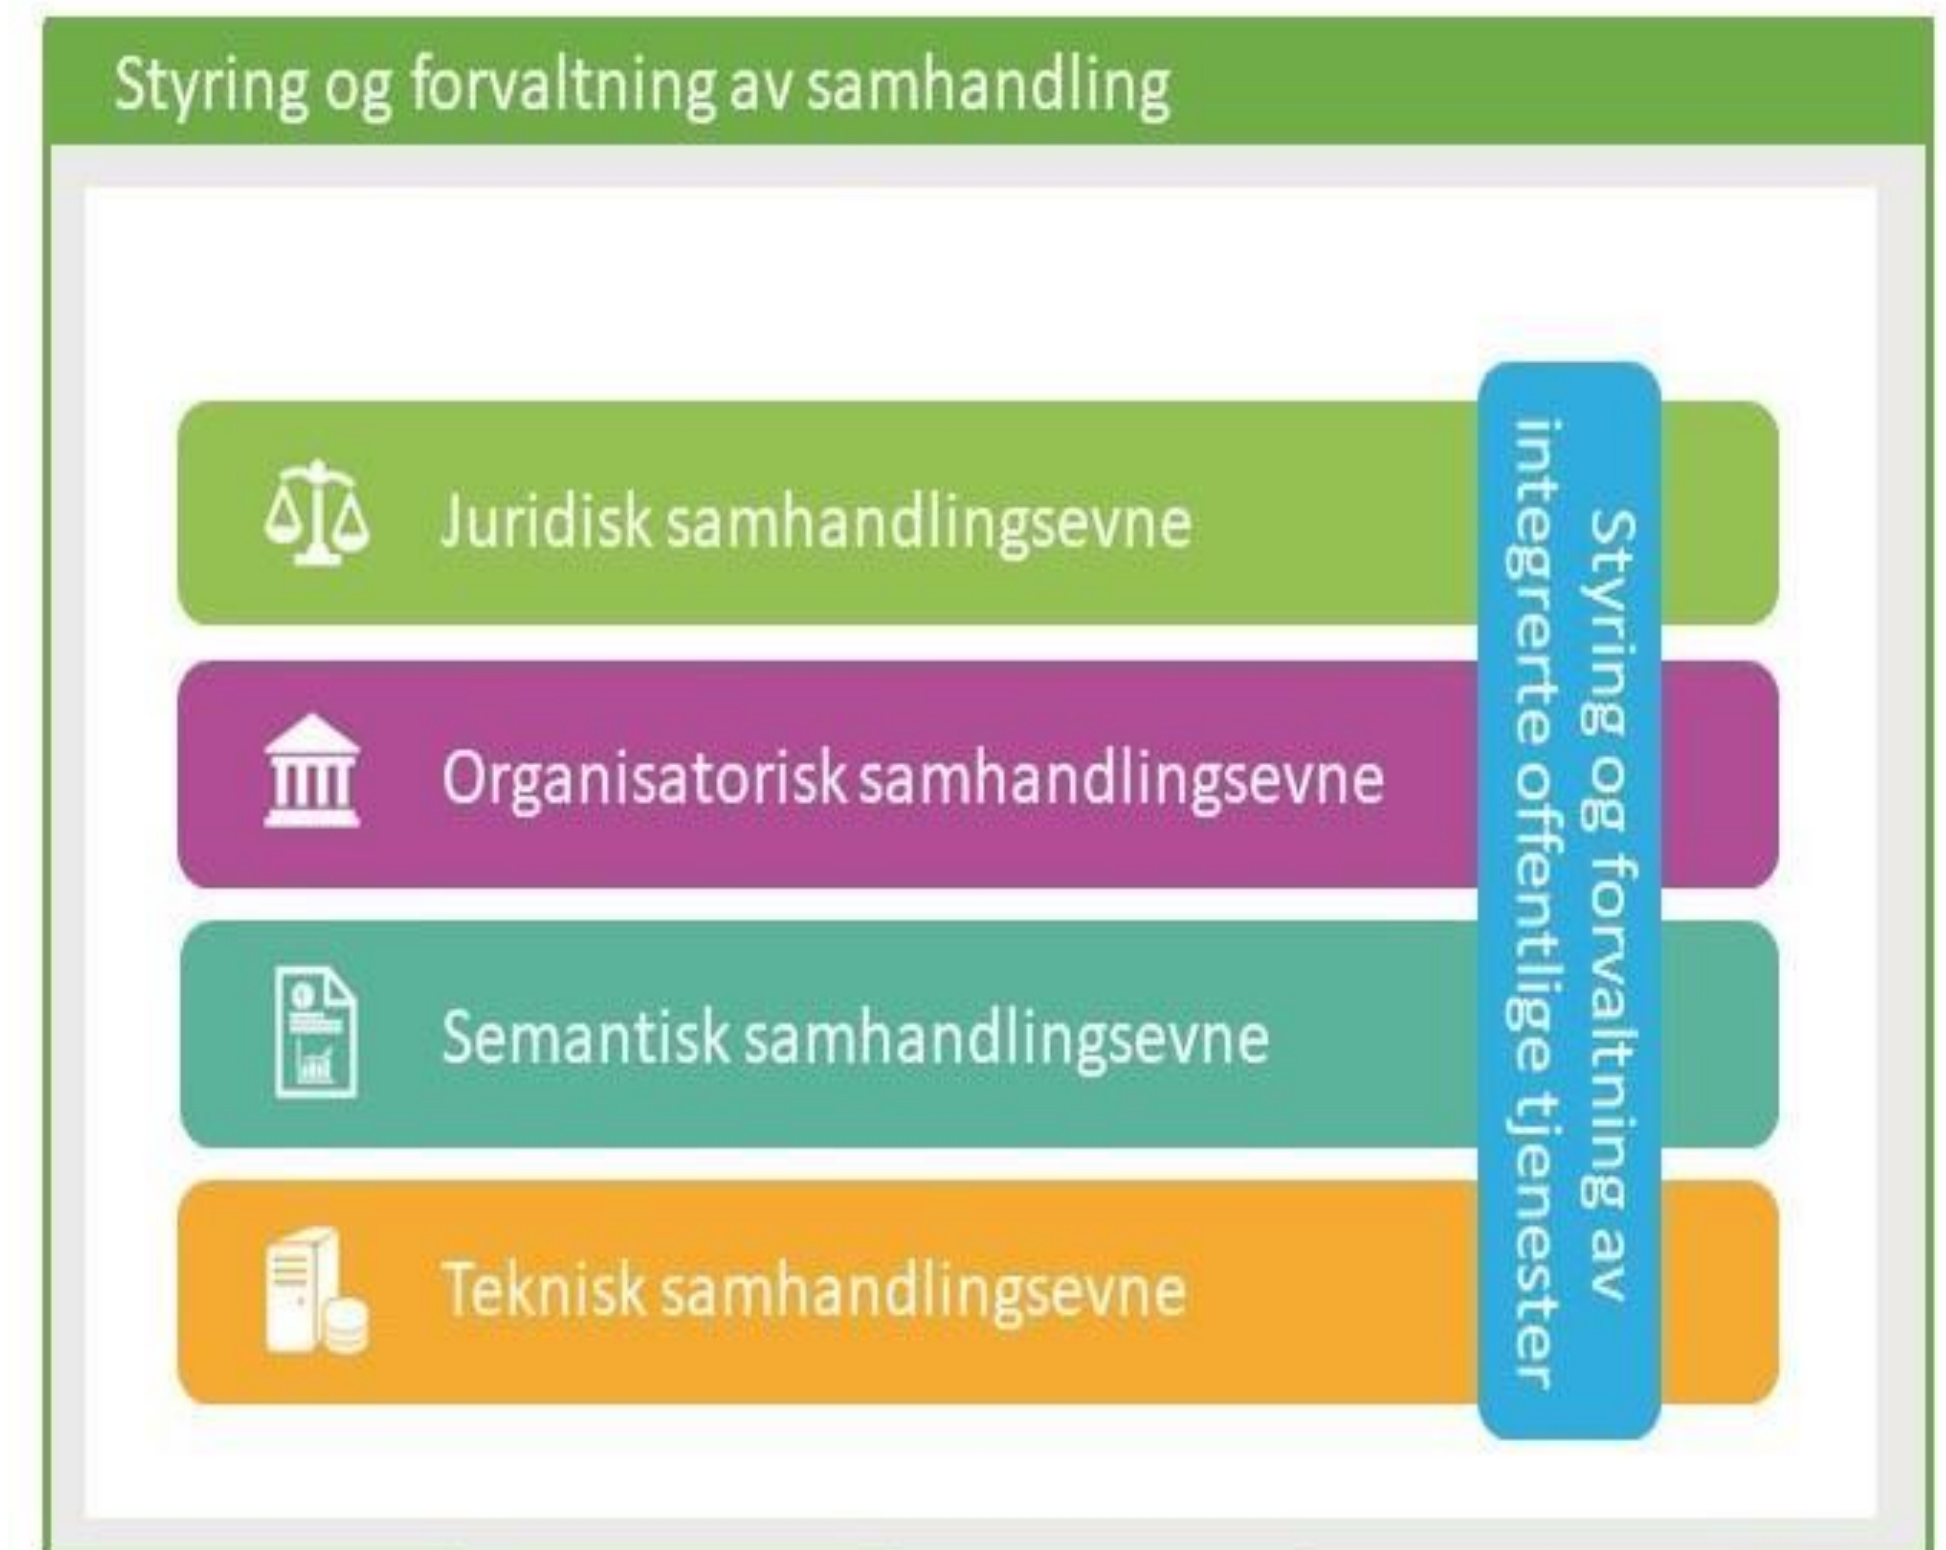 Styring og forvaltning av samhandling
Juridisk samhandlingsevne
Organisatorisk samhandlingsevne
Semantisk samhandlingsevne
Teknisk samhandlingsevne
Styring og forvaltning av
integrerte offentlige tjenester